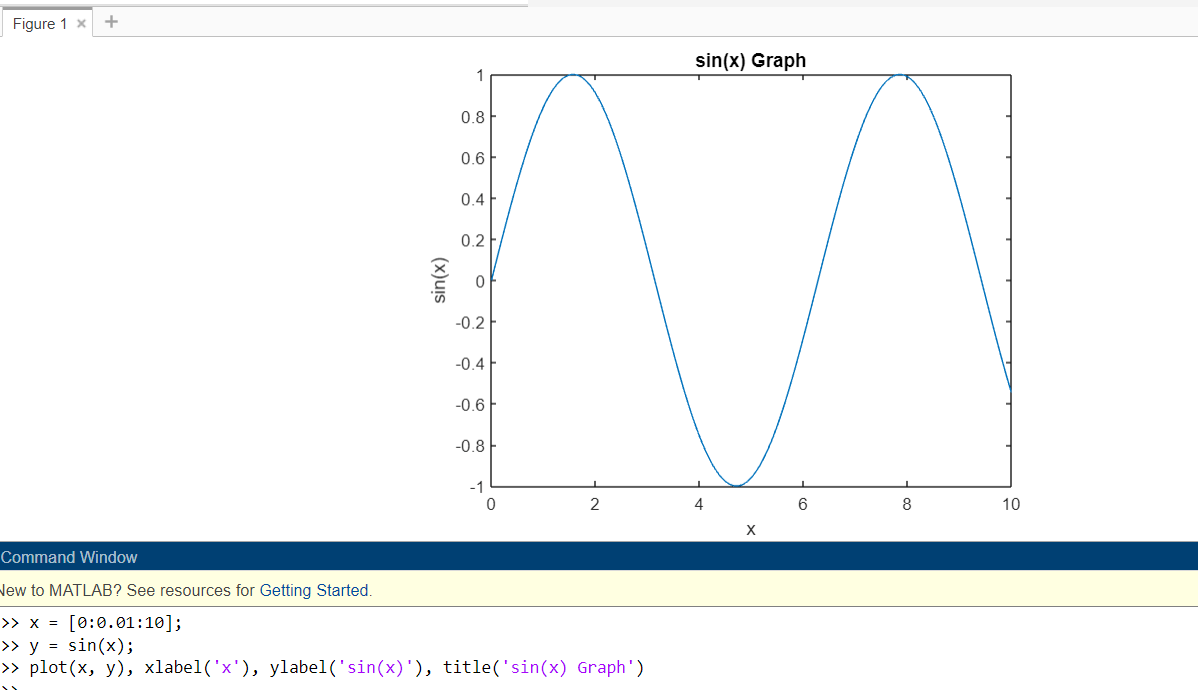 Figure 1 × +
sin(x) Graph
1
0.8
0.6
0.4
0.2
0
-0.2
-0.4
-0.6
-0.8
-1
sin(x)
0 2 4 6 8 10
x
Command Window
New to MATLAB? See resources for Getting Started.
>> x = [0:0.01:10];
>> y = sin(x);
>> plot(x, y), xlabel('x'), ylabel('sin(x)'), title('sin(x) Graph')
>>